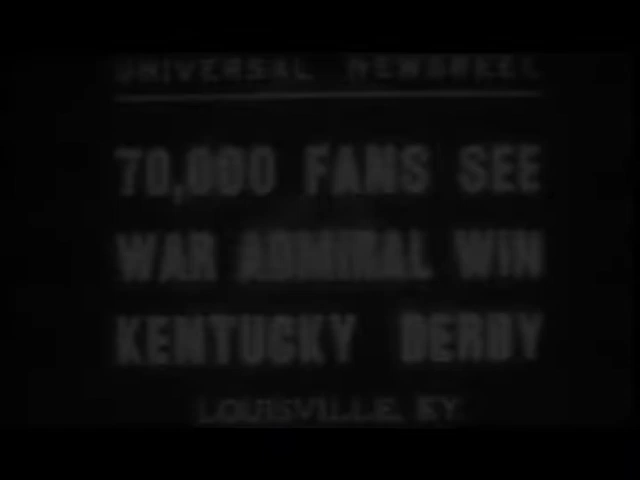 UNIVERSAL NEWSREEL
70,000 FANS SEE
WAR ADMIRAL WIN
KENTUCKY DERBY
LOUISVILLE, KY.